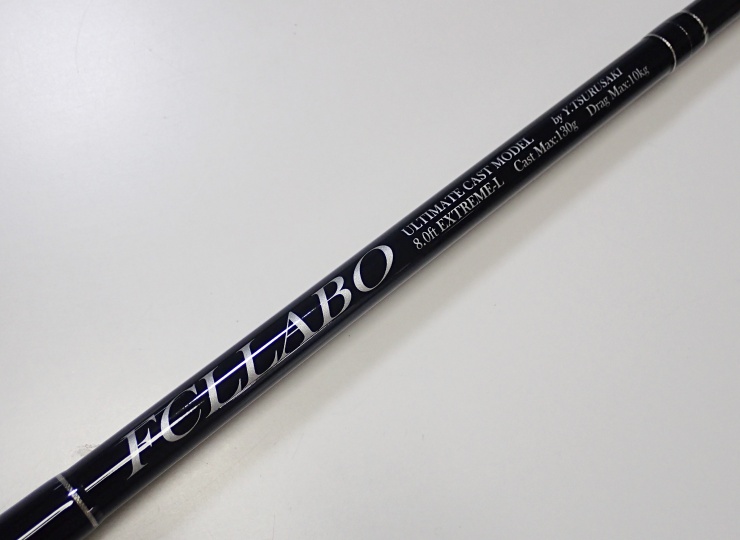 FCLLABO
ULTIMATE CAST MODEL by Y.TSURUSAKI
8.0ft EXTREME-L Cast Max:130g Drag Max:10kg